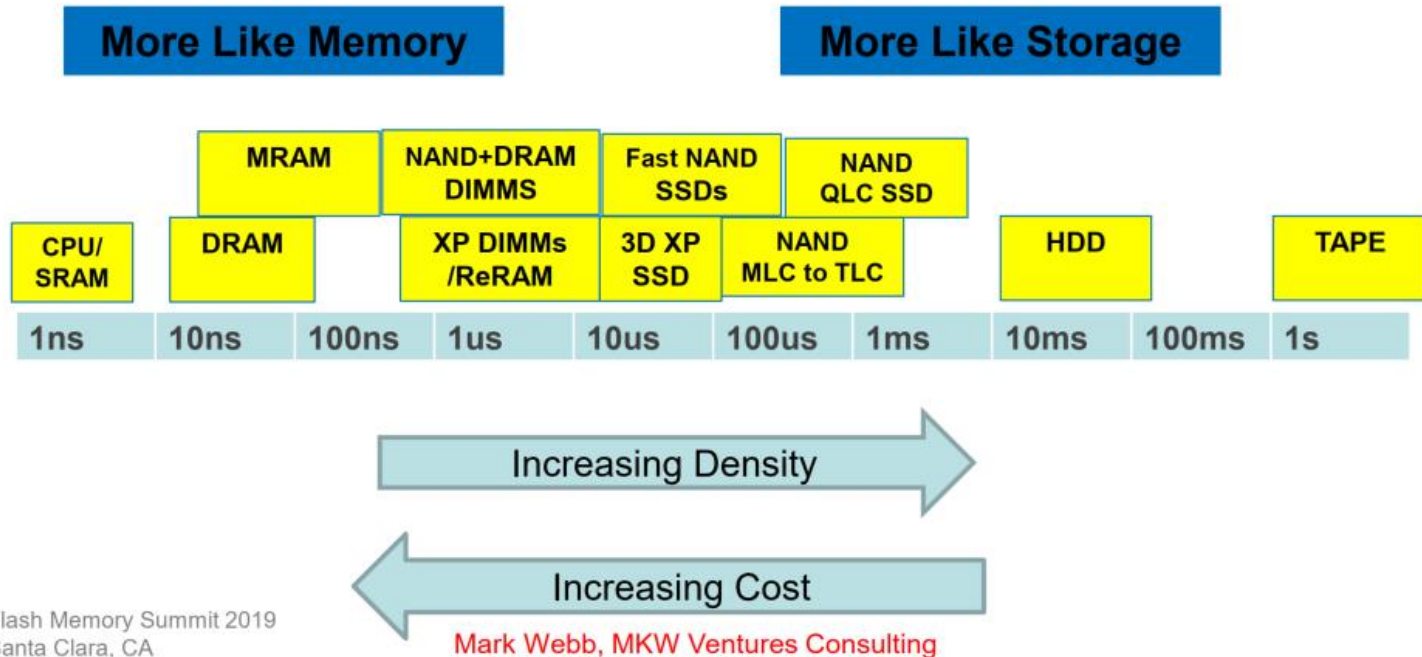 More Like Memory
More Like Storage
MRAM
NAND+DRAM
DIMMS
Fast NAND
SSDs
NAND
QLC SSD
CPU/
SRAM
DRAM
XP DIMMs
/ReRAM
3D XP
SSD
NAND
MLC to TLC
HDD
TAPE
1ns 10ns 100ns 1us 10us 100us 1ms 10ms 100ms 1s
Increasing Density
Increasing Cost
lash Memory Summit 2019
anta Clara, CA
Mark Webb, MKW Ventures Consulting